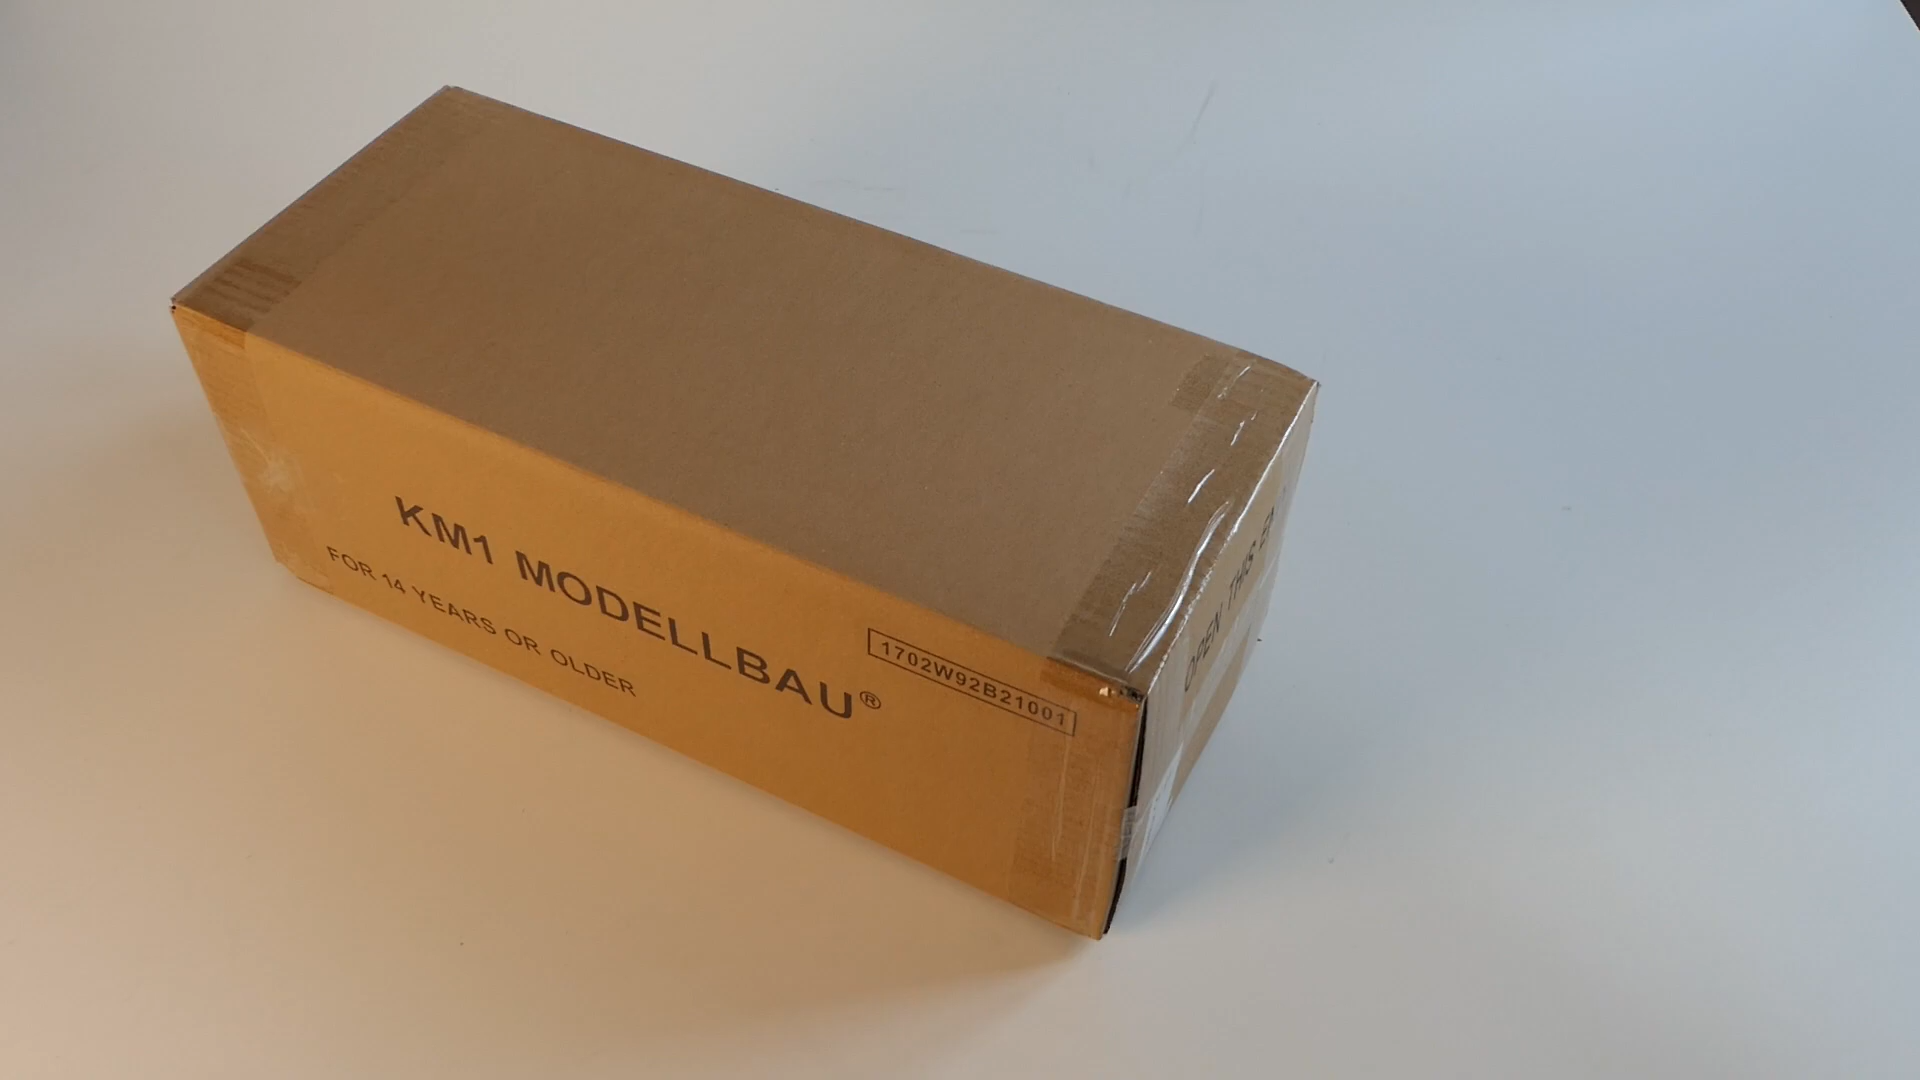 KM1 MODELLBAU®
FOR 14 YEARS OR OLDER
1702W92B21001
OPEN THIS